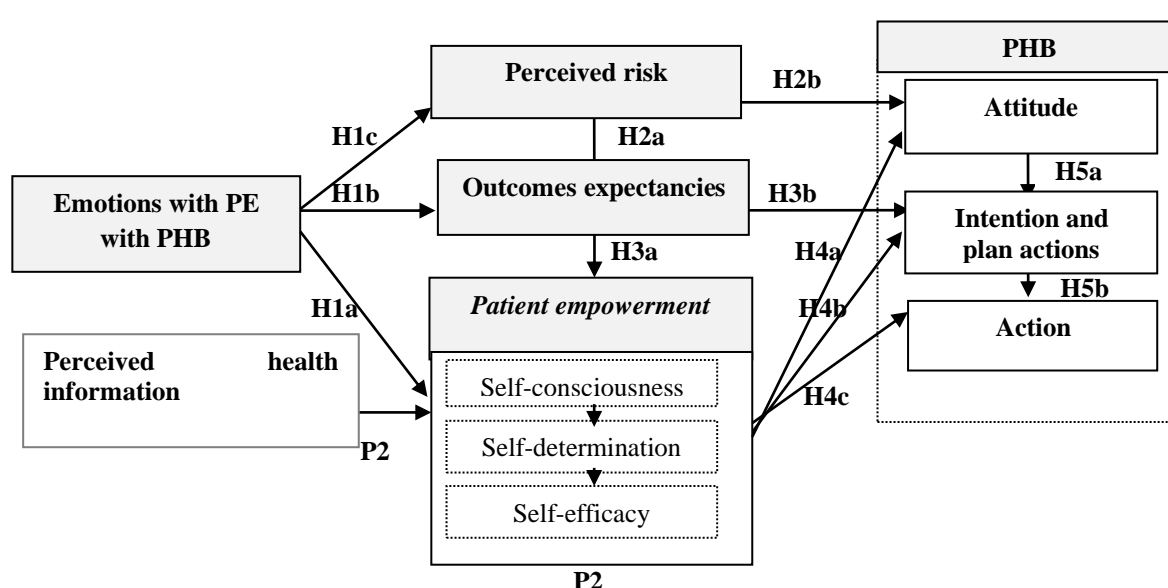 PHB
Perceived risk
H2b
Attitude
H1c
H2a
H5a
Emotions with PE
with PHB
H1b
Outcomes expectancies
H3b
Intention and
plan actions
H3a
H4a
H5b
H1a
Patient empowerment
H4b
Action
Perceived health
information
Self-consciousness
H4c
P2
Self-determination
Self-efficacy
P2